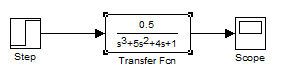 0.5
s3+5s2+4s+1
Step
Transfer Fcn
Scope